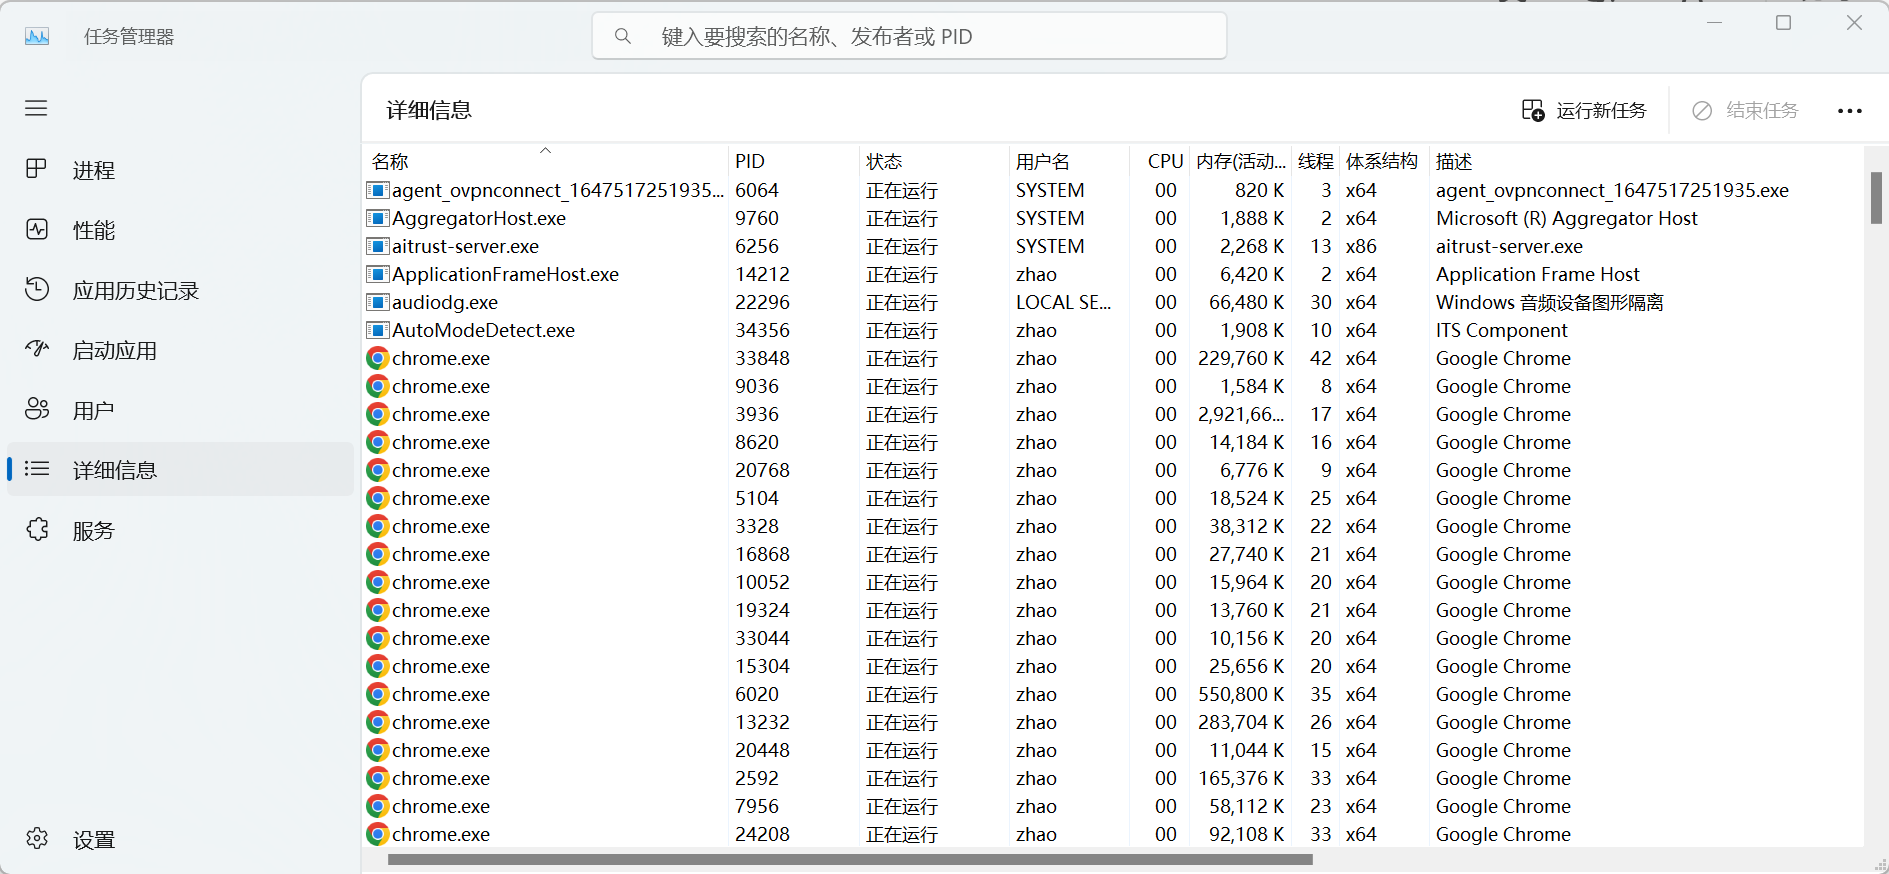 任务管理器
键入要搜索的名称、发布者或 PID
进程
性能
应用历史记录
启动应用
用户
详细信息
服务
设置
详细信息
运行新任务 结束任务
名称 PID 状态 用户名 CPU 内存(活动... 线程 体系结构 描述
agent_ovpnconnect_1647517251935... 6064 正在运行 SYSTEM 00 820 K 3 x64 agent_ovpnconnect_1647517251935.exe
AggregatorHost.exe 9760 正在运行 SYSTEM 00 1,888 K 2 x64 Microsoft (R) Aggregator Host
aitrust-server.exe 6256 正在运行 SYSTEM 00 2,268 K 13 x86 aitrust-server.exe
ApplicationFrameHost.exe 14212 正在运行 zhao 00 6,420 K 2 x64 Application Frame Host
audiodg.exe 22296 正在运行 LOCAL SE... 00 66,480 K 30 x64 Windows 音频设备图形隔离
AutoModeDetect.exe 34356 正在运行 zhao 00 1,908 K 10 x64 ITS Component
chrome.exe 33848 正在运行 zhao 00 229,760 K 42 x64 Google Chrome
chrome.exe 9036 正在运行 zhao 00 1,584 K 8 x64 Google Chrome
chrome.exe 3936 正在运行 zhao 00 2,921,66... 17 x64 Google Chrome
chrome.exe 8620 正在运行 zhao 00 14,184 K 16 x64 Google Chrome
chrome.exe 20768 正在运行 zhao 00 6,776 K 9 x64 Google Chrome
chrome.exe 5104 正在运行 zhao 00 18,524 K 25 x64 Google Chrome
chrome.exe 3328 正在运行 zhao 00 38,312 K 22 x64 Google Chrome
chrome.exe 16868 正在运行 zhao 00 27,740 K 21 x64 Google Chrome
chrome.exe 10052 正在运行 zhao 00 15,964 K 20 x64 Google Chrome
chrome.exe 19324 正在运行 zhao 00 13,760 K 21 x64 Google Chrome
chrome.exe 33044 正在运行 zhao 00 10,156 K 20 x64 Google Chrome
chrome.exe 15304 正在运行 zhao 00 25,656 K 20 x64 Google Chrome
chrome.exe 6020 正在运行 zhao 00 550,800 K 35 x64 Google Chrome
chrome.exe 13232 正在运行 zhao 00 283,704 K 26 x64 Google Chrome
chrome.exe 20448 正在运行 zhao 00 11,044 K 15 x64 Google Chrome
chrome.exe 2592 正在运行 zhao 00 165,376 K 33 x64 Google Chrome
chrome.exe 7956 正在运行 zhao 00 58,112 K 23 x64 Google Chrome
chrome.exe 24208 正在运行 zhao 00 92,108 K 33 x64 Google Chrome